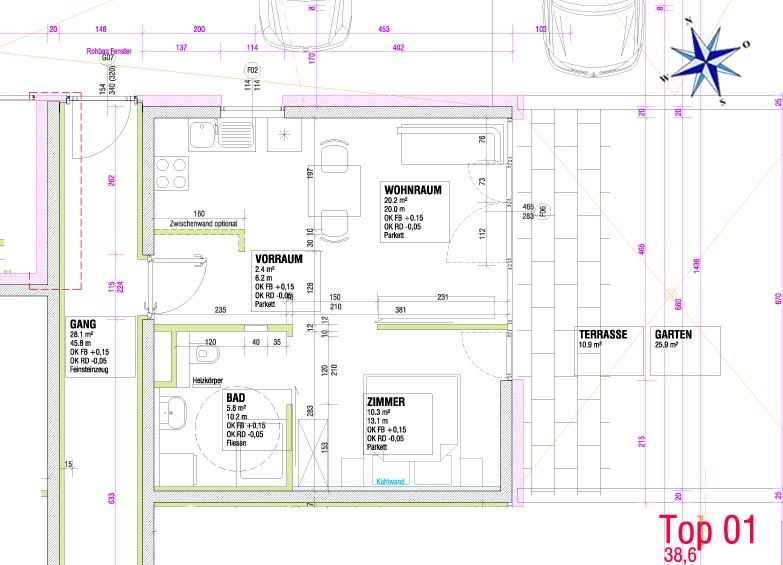 20
148
200
453
103
8
8
Rohbau Fenster
G07
137
114
402
170
154
340 (320)
F02
114
114
N
O
S
W
25
20
20
262
197
76
73
112
WOHNRAUM
20.2 m²
20.0 m
OK FB +0,15
OK RD -0,05
Parkett
465
283
F06
160
Zwischenwand optional
30
10
VORRAUM
2.4 m²
6.2 m
OK FB +0,15
OK RD -0,05
Parkett
128
115
224
235
150
210
231
381
465
660
1436
670
GANG
28.1 m²
45.8 m
OK FB +0,15
OK RD -0,05
Feinsteinzeug
12
12
10
120
40
35
120
210
Heizkörper
TERRASSE
10.9 m²
GARTEN
25.9 m²
BAD
5.8 m²
10.2 m
OK FB +0,15
OK RD -0,05
Fliesen
283
153
ZIMMER
10.3 m²
13.1 m
OK FB +0,15
OK RD -0,05
Parkett
Kühlwand
215
15
633
7
20
25
Top 01
38,6